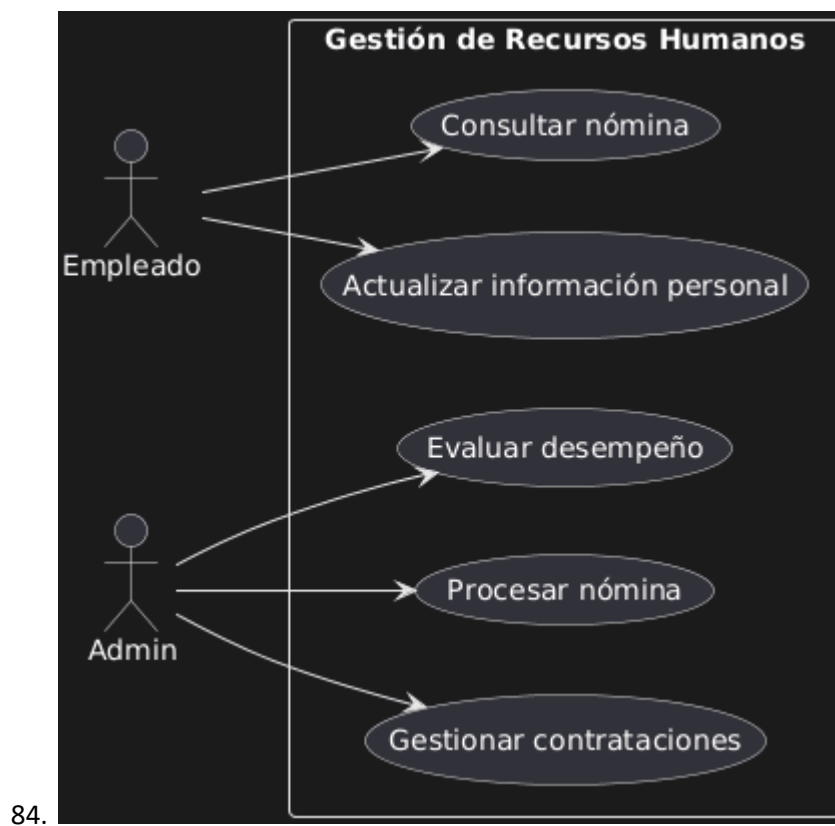 Gestión de Recursos Humanos
Consultar nómina
Empleado
Actualizar información personal
Evaluar desempeño
Procesar nómina
Admin
Gestionar contrataciones
84.